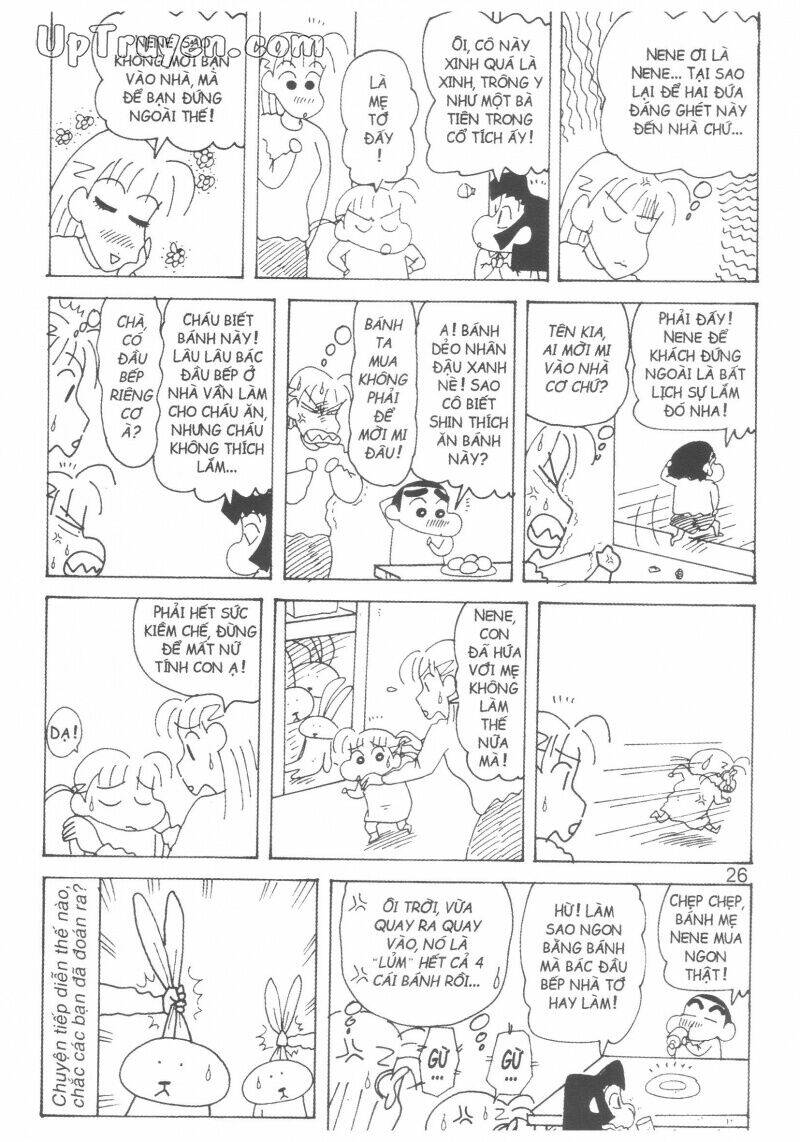 UpTruyen.com
NENE ƠI LÀ
NENE... TẠI SAO
LẠI ĐỂ HAI ĐỨA
ĐÁNG GHÉT NÀY
ĐẾN NHÀ CHỨ...
ÔI, CÔ NÀY
XINH QUÁ LÀ
XINH, TRÔNG Y
NHƯ MỘT BÀ
TIÊN TRONG
CỔ TÍCH ẤY!
LÀ
MẸ
TỚ
ĐẤY
!
NENE SAO
KHÔNG MỜI BẠN
VÀO NHÀ, MÀ
ĐỂ BẠN ĐỨNG
NGOÀI THẾ!
PHẢI ĐẤY!
NENE ĐỂ
KHÁCH ĐỨNG
NGOÀI LÀ BẤT
LỊCH SỰ LẮM
ĐÓ NHA!
TÊN KIA,
AI MỜI MI
VÀO NHÀ
CƠ CHỨ?
A! BÁNH
DẺO NHÂN
ĐẬU XANH
NÈ! SAO
CÔ BIẾT
SHIN THÍCH
ĂN BÁNH
NÀY?
BÁNH
TA
MUA
KHÔNG
PHẢI
ĐỂ
MỜI MI
ĐÂU!
CHÁU BIẾT
BÁNH NÀY!
LÂU LÂU BÁC
ĐẦU BẾP Ở
NHÀ VẪN LÀM
CHO CHÁU ĂN,
NHƯNG CHÁU
KHÔNG THÍCH
LẮM...
CHÀ,
CÓ
ĐẦU
BẾP
RIÊNG
CƠ
À?
NENE,
CON
ĐÃ HỨA
VỚI MẸ
KHÔNG
LÀM
THẾ
NỮA
MÀ!
PHẢI HẾT SỨC
KIỀM CHẾ, ĐỪNG
ĐỂ MẤT NỮ
TÍNH CON Ạ!
DẠ!
26
CHẸP CHẸP,
BÁNH MẸ
NENE MUA
NGON
THẬT!
HỪ! LÀM
SAO NGON
BẰNG BÁNH
MÀ BÁC ĐẦU
BẾP NHÀ TỚ
HAY LÀM!
ÔI TRỜI, VỪA
QUAY RA QUAY
VÀO, NÓ LÀ
"LỦM" HẾT CẢ 4
CÁI BÁNH RỒI...
GỪ
...
GỪ
...
Chuyện tiếp diễn thế nào,
chắc các bạn đã đoán ra?